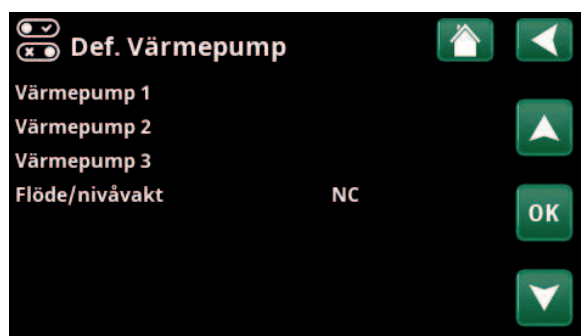 Def. Värmepump
Värmepump 1
Värmepump 2
Värmepump 3
Flöde/nivåvakt NC
OK